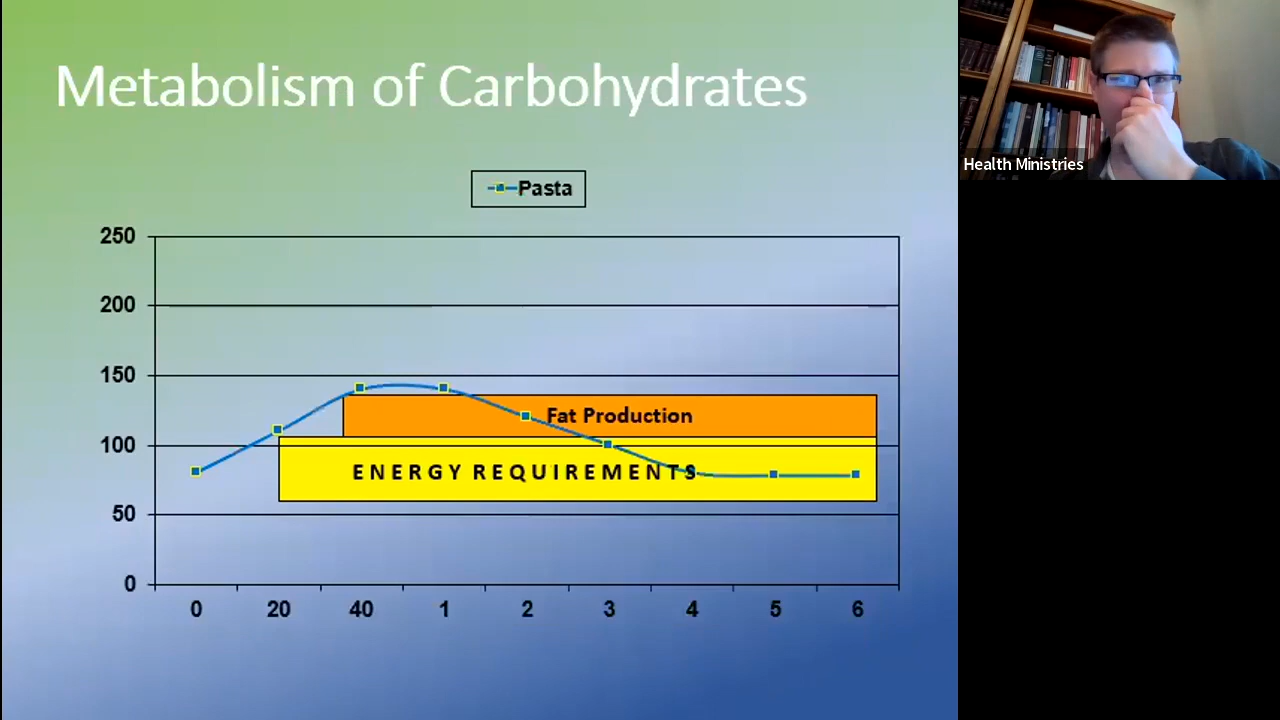 Metabolism of Carbohydrates
Health Ministries
Pasta
250
200
150
Fat Production
100
ENERGY REQUIREMENTS
50
0
0 20 40 1 2 3 4 5 6